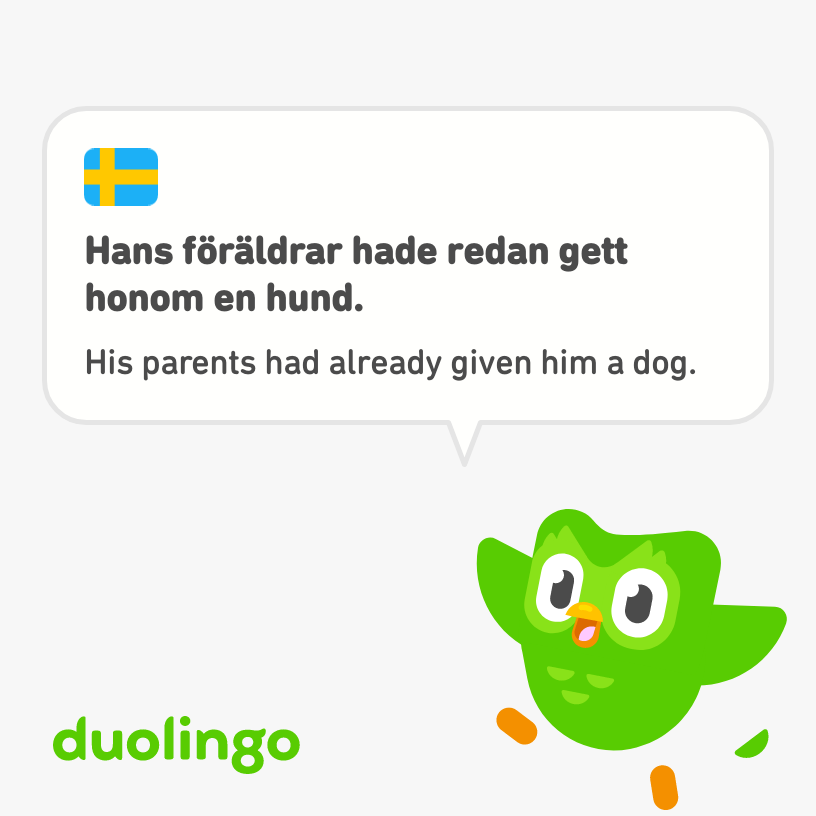 Hans föräldrar hade redan gett
honom en hund.
His parents had already given him a dog.
duolingo